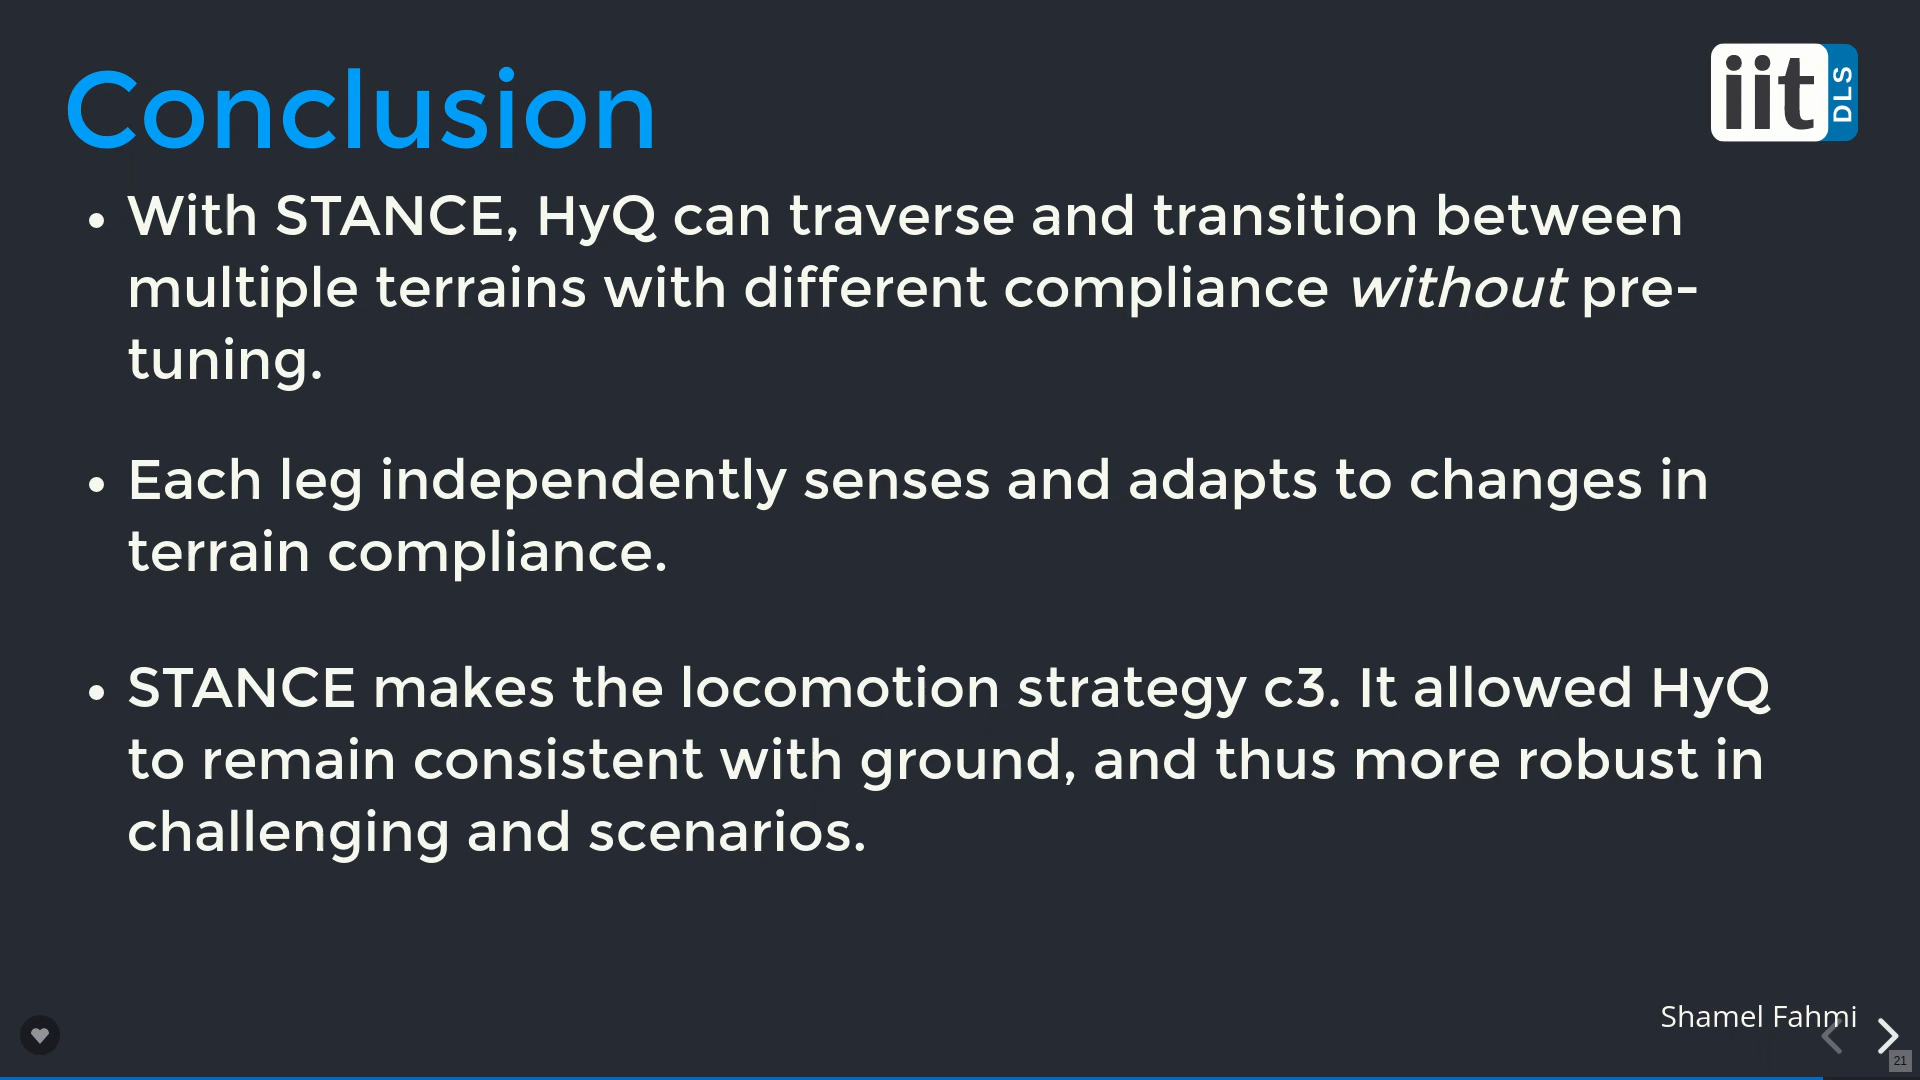 Conclusion
iit
DLS
• With STANCE, HyQ can traverse and transition between
multiple terrains with different compliance without pre-
tuning.
• Each leg independently senses and adapts to changes in
terrain compliance.
• STANCE makes the locomotion strategy c3. It allowed HyQ
to remain consistent with ground, and thus more robust in
challenging and scenarios.
Shamel Fahmi
21